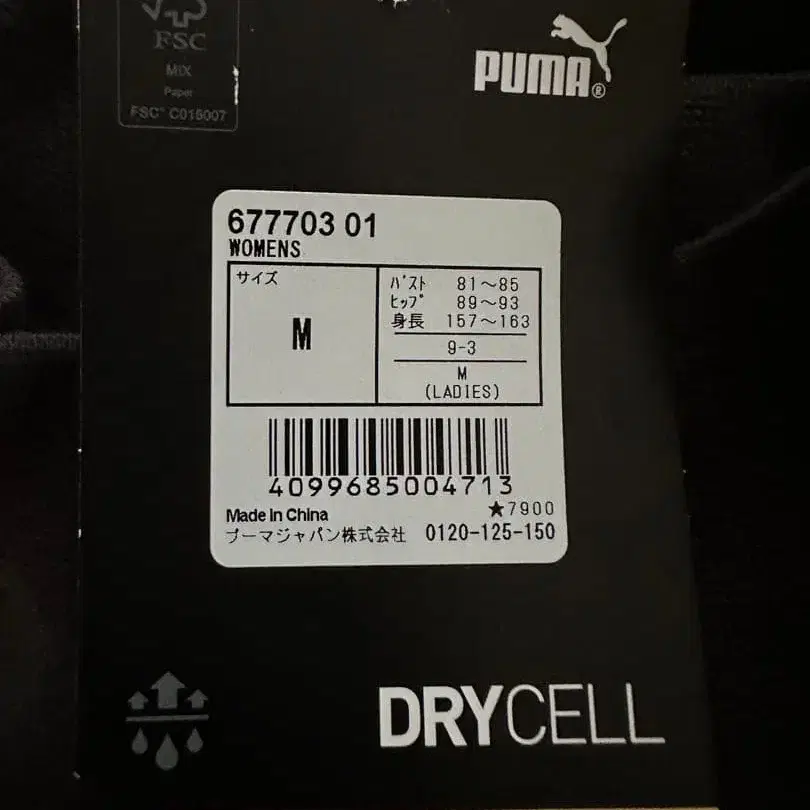 FSC
MIX
Paper
FSC® C015007
PUMA®
677703 01
WOMENS
サイズ
M
ﾊﾞｽﾄ 81～85
ﾋｯﾌﾟ 89～93
身長 157～163
9-3
M
(LADIES)
4099685004713
★7900
Made in China
プーマジャパン株式会社 0120-125-150
DRYCELL